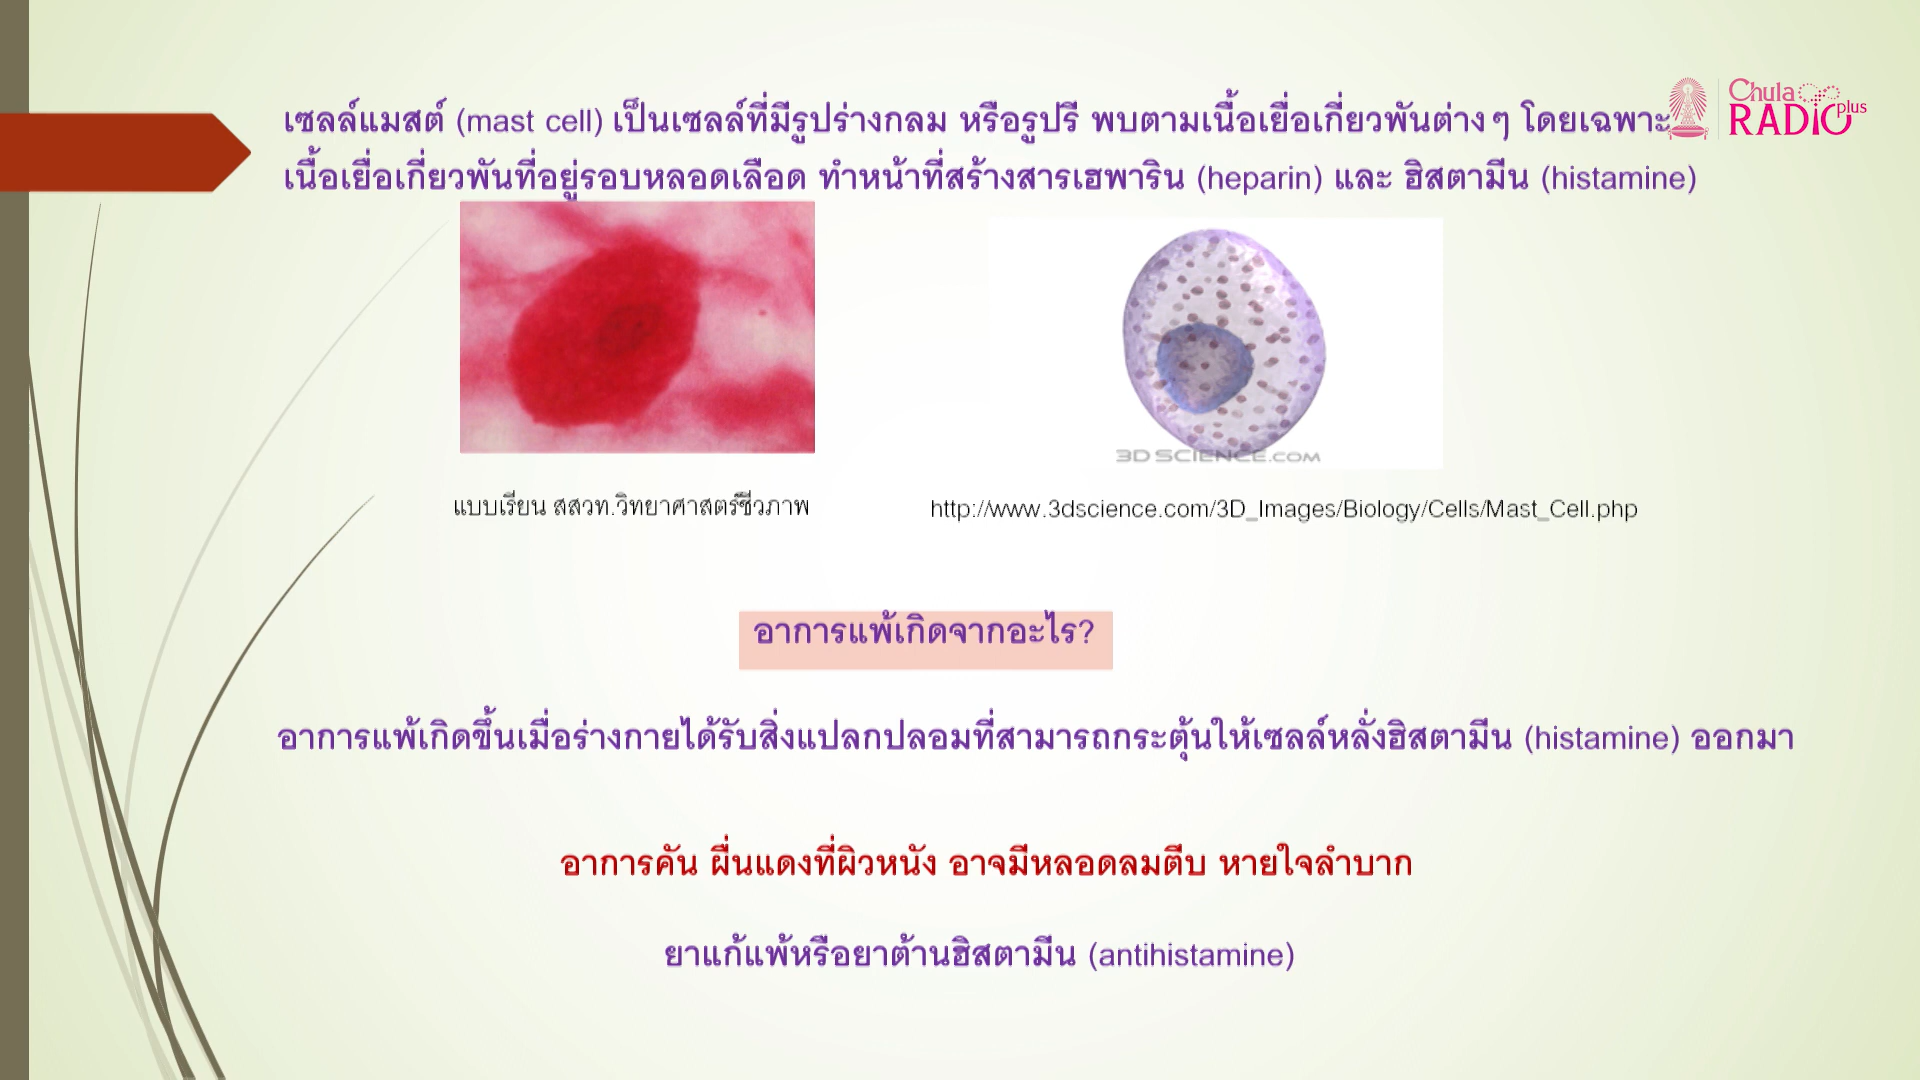 เซลล์แมสต์ (mast cell) เป็นเซลล์ที่มีรูปร่างกลม หรือรูปรี พบตามเนื้อเยื่อเกี่ยวพันต่างๆ โดยเฉพาะ
เนื้อเยื่อเกี่ยวพันที่อยู่รอบหลอดเลือด ทำหน้าที่สร้างสารเฮพาริน (heparin) และ ฮิสตามีน (histamine)
Chula
RADIO plus
3D SCIENCE.COM
แบบเรียน สสวท.วิทยาศาสตร์ชีวภาพ
http://www.3dscience.com/3D_Images/Biology/Cells/Mast_Cell.php
อาการแพ้เกิดจากอะไร?
อาการแพ้เกิดขึ้นเมื่อร่างกายได้รับสิ่งแปลกปลอมที่สามารถกระตุ้นให้เซลล์หลั่งฮิสตามีน (histamine) ออกมา
อาการคัน ผื่นแดงที่ผิวหนัง อาจมีหลอดลมตีบ หายใจลำบาก
ยาแก้แพ้หรือยาต้านฮิสตามีน (antihistamine)